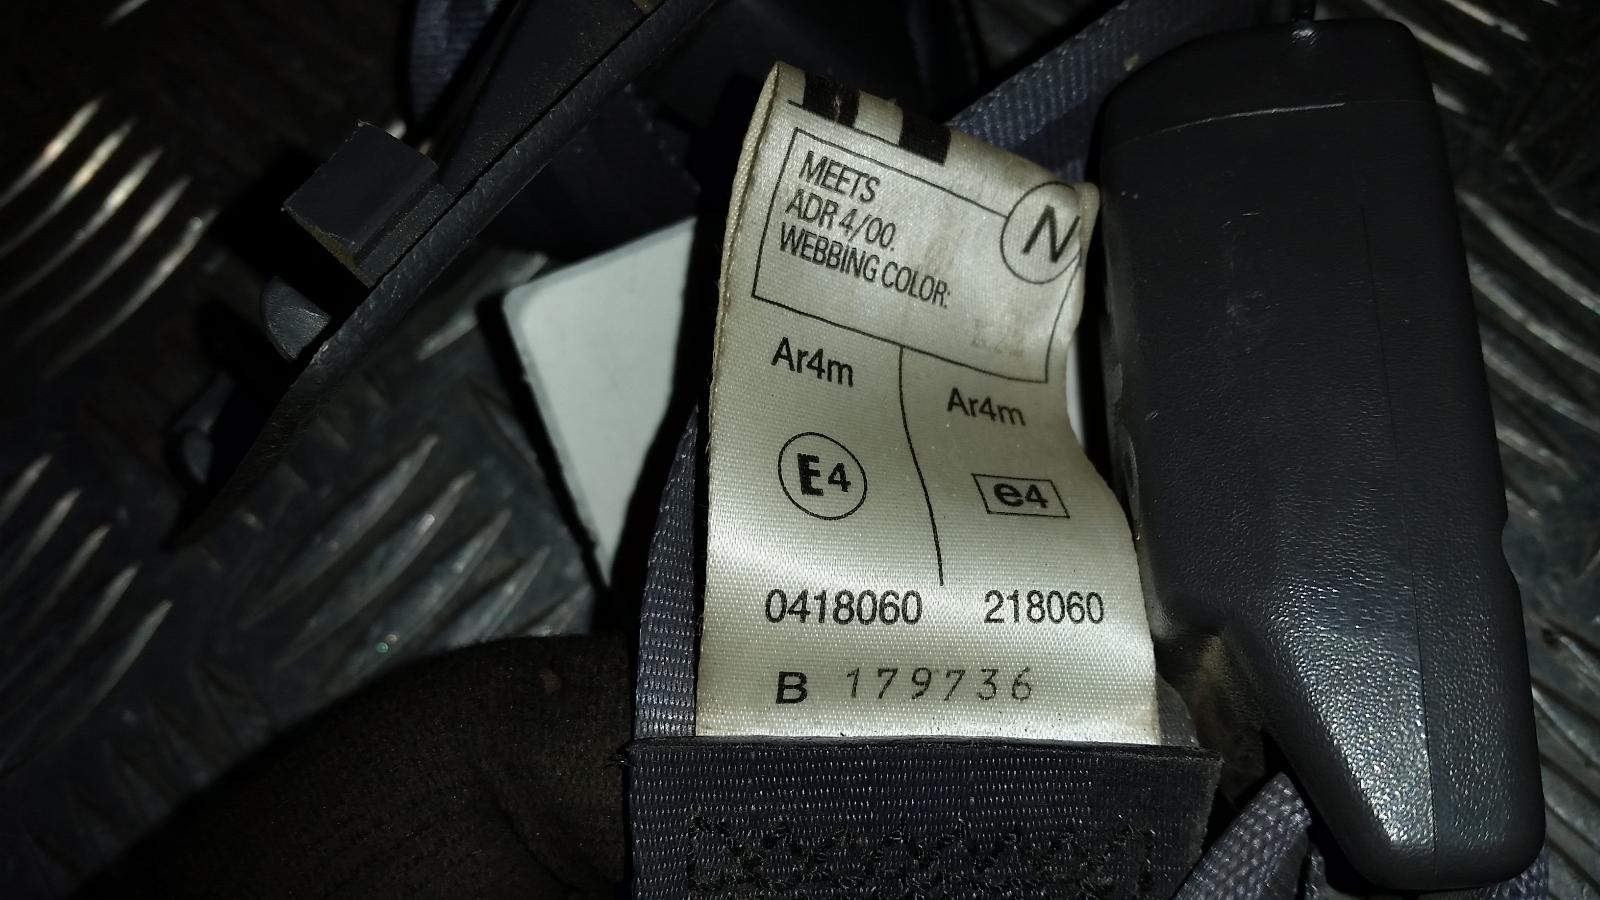 MEETS
ADR 4/00.
N
WEBBING COLOR:
Ar4m
Ar4m
E4
e4
0418060 218060
B 179736